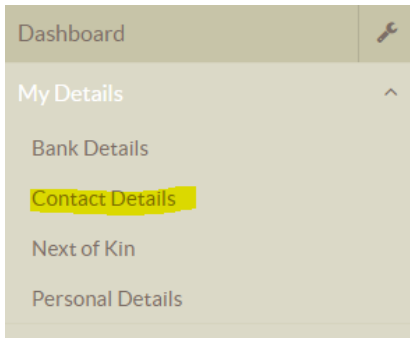 Dashboard
My Details
Bank Details
Contact Details
Next of Kin
Personal Details